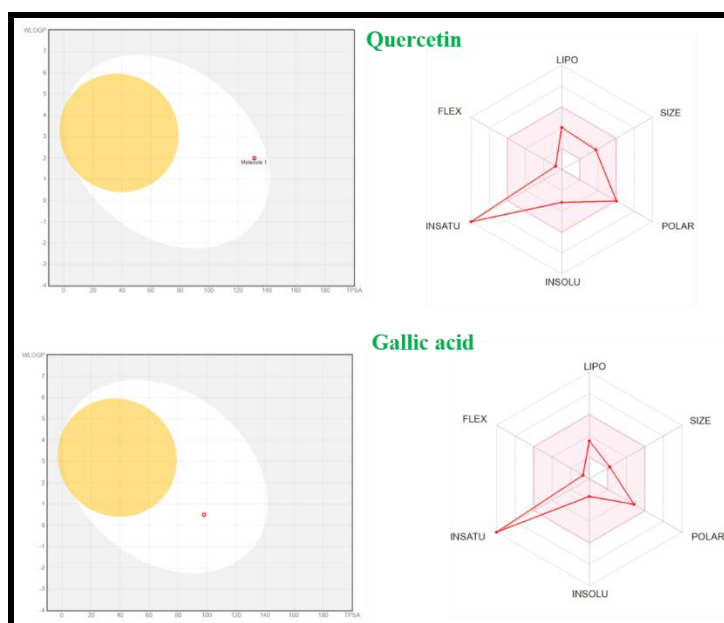 WLOGP
7
6
5
4
3
2
1
0
-1
-2
-3
-4
Molecule 1
0 20 40 60 80 100 120 140 160 180 TPSA
Quercetin
LIPO
FLEX SIZE
INSATU POLAR
INSOLU
WLOGP
7
6
5
4
3
2
1
0
-1
-2
-3
-4
0 20 40 60 80 100 120 140 160 180 TPSA
Gallic acid
LIPO
FLEX SIZE
INSATU POLAR
INSOLU